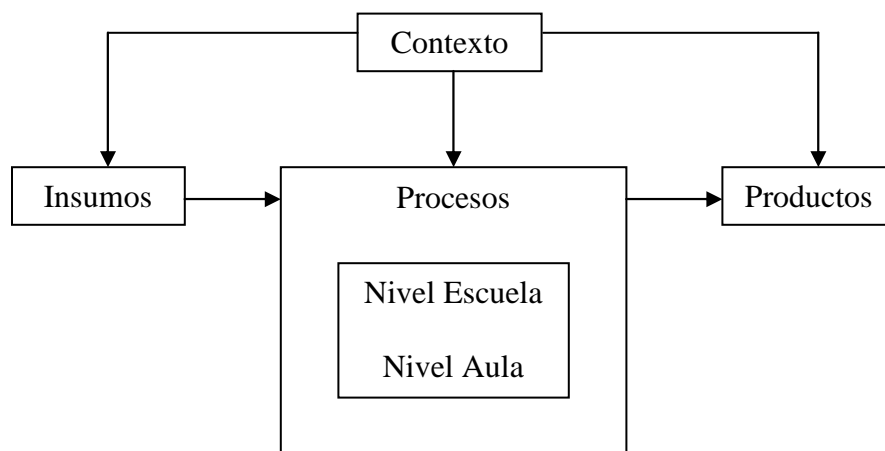 Contexto
Insumos
Procesos
Productos
Nivel Escuela
Nivel Aula